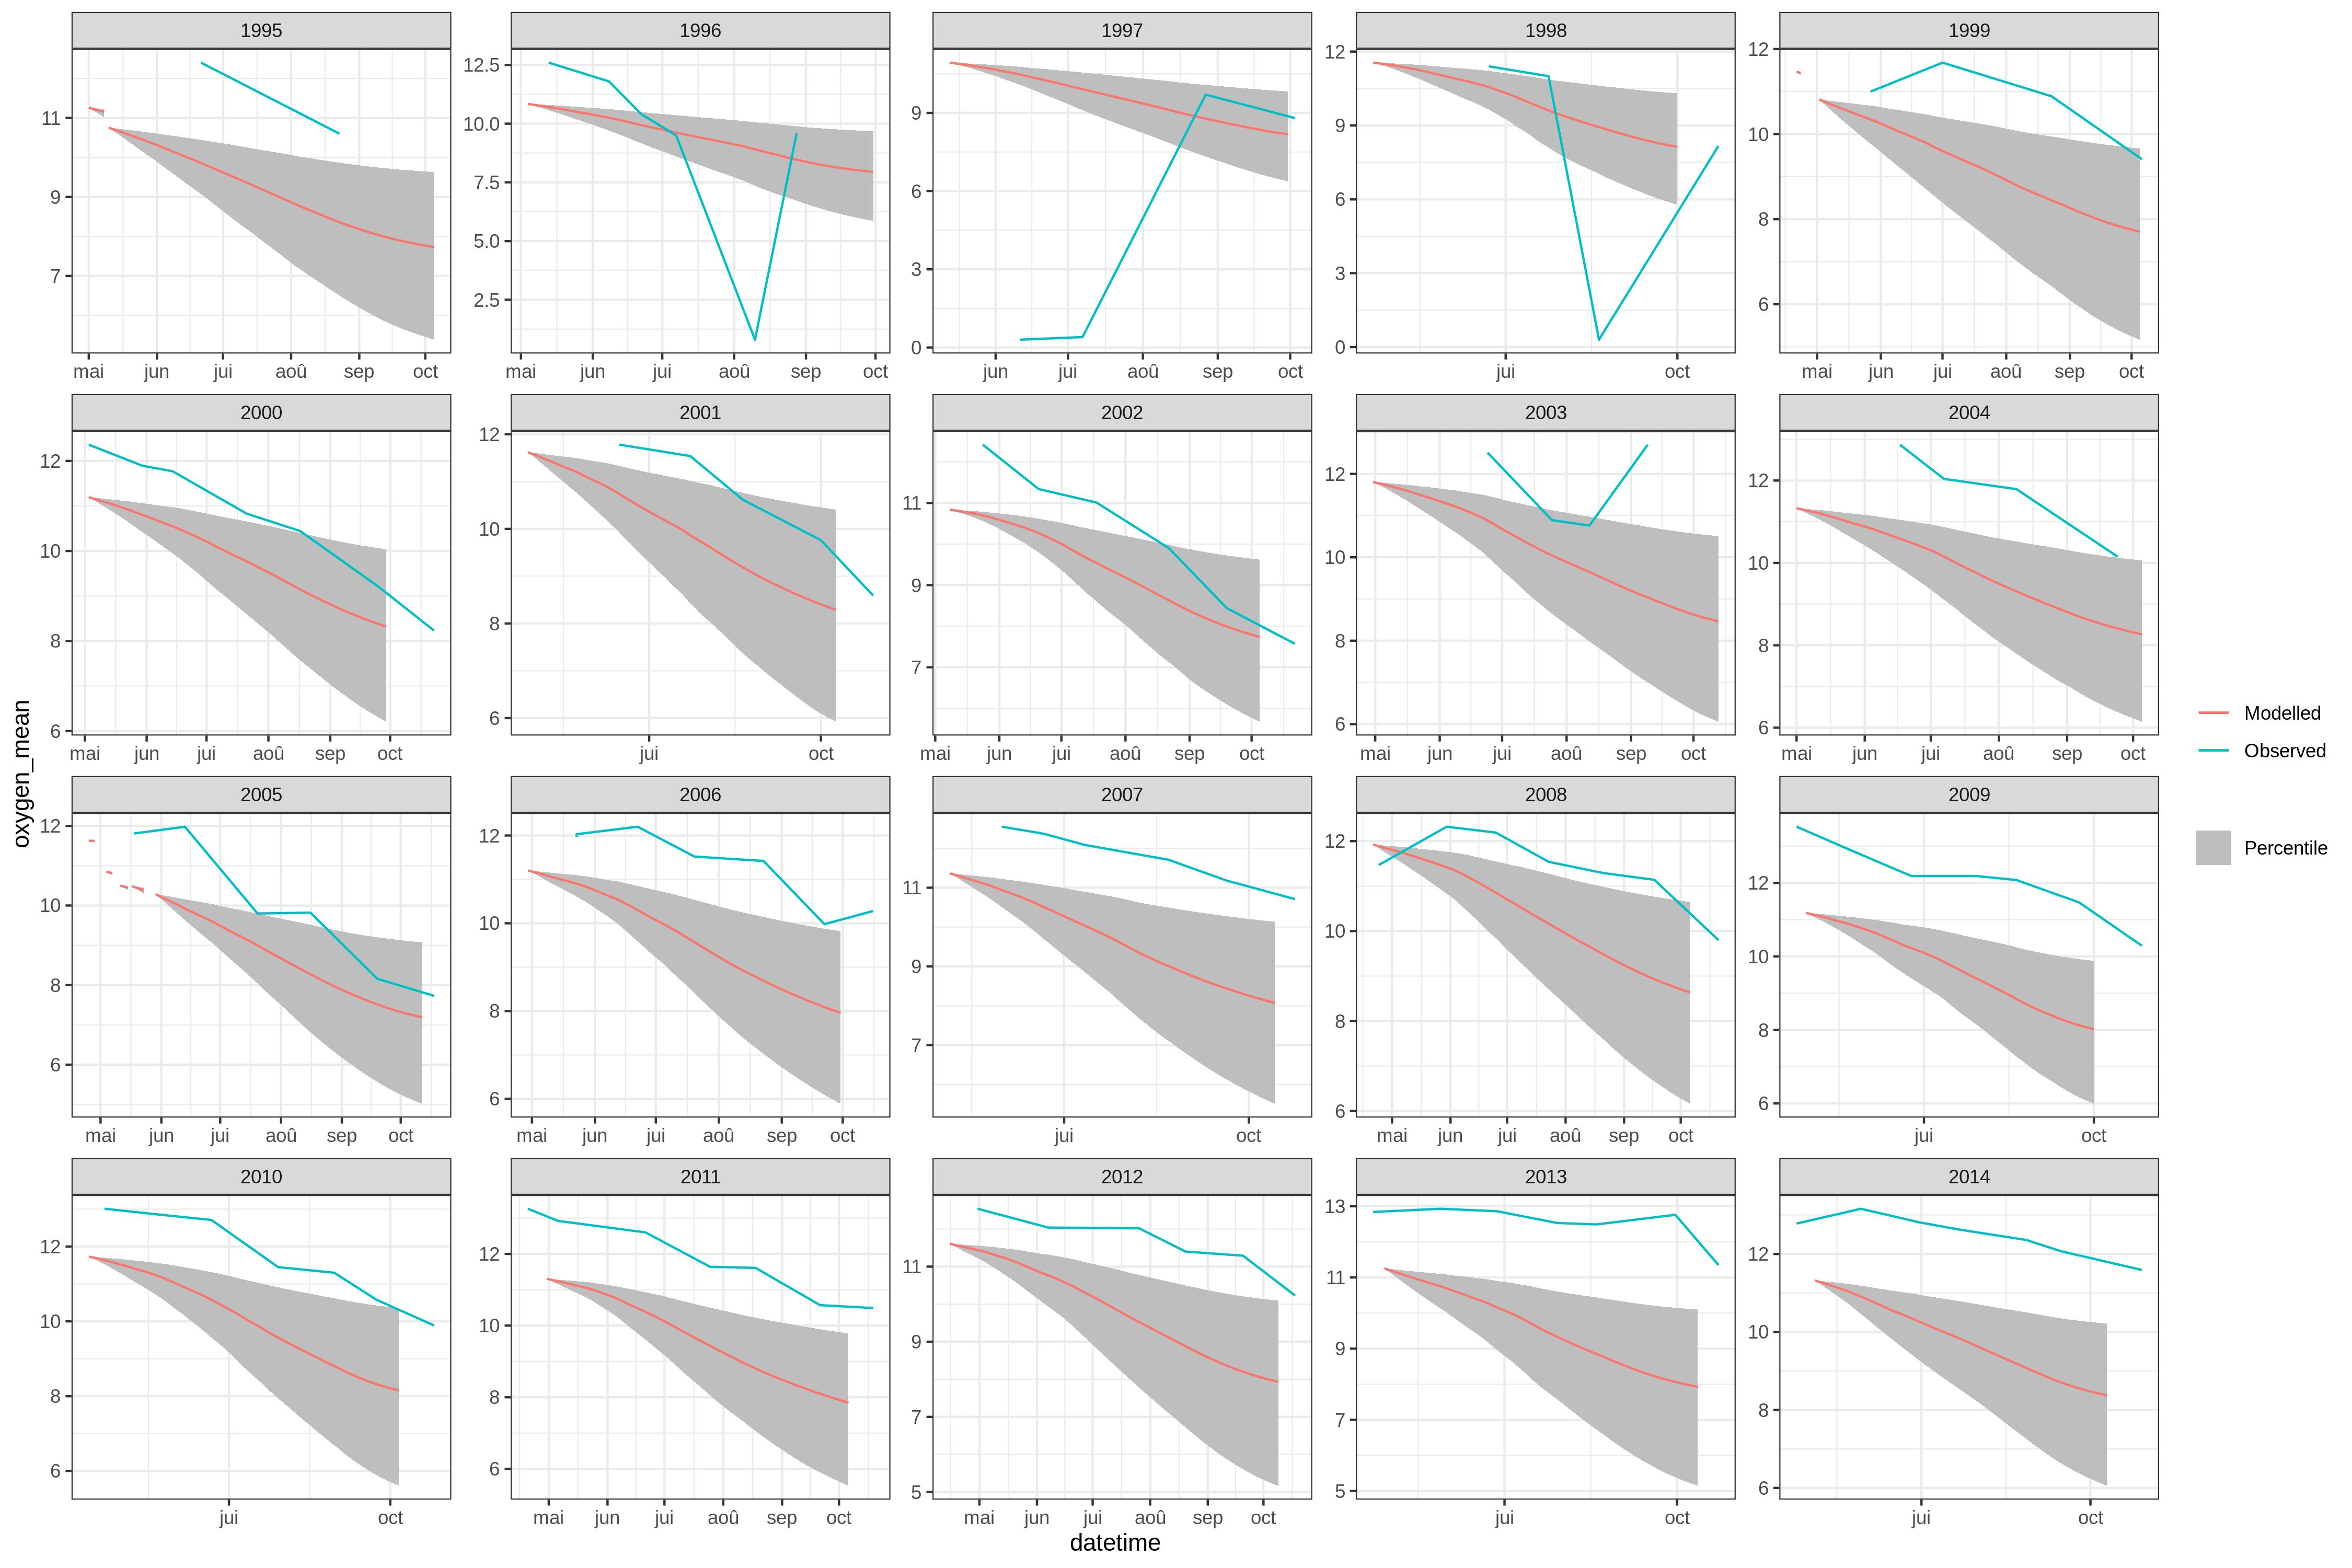 1995 1996 1997 1998 1999
12.5 12 12
11 10.0 9 9 10
9 7.5 6 6 8
7 5.0 3 3 6
2.5 0 0
mai jun jui aoû sep oct mai jun jui aoû sep oct jun jui aoû sep oct jui oct mai jun jui aoû sep oct
2000 2001 2002 2003 2004
12 12 11 12 12
10 10 9 10 10
8 8 7 8 8
6 6 6 6
mai jun jui aoû sep oct jui oct mai jun jui aoû sep oct mai jun jui aoû sep oct mai jun jui aoû sep oct
oxygen_mean
Modelled
Observed
Percentile
2005 2006 2007 2008 2009
12 12 11 12 12
10 10 9 10 10
8 8 7 8 8
6 6 6 6
mai jun jui aoû sep oct mai jun jui aoû sep oct jui oct mai jun jui aoû sep oct jui oct
2010 2011 2012 2013 2014
12 12 11 13 12
10 10 9 11 10
8 8 7 9 8
6 6 5 7 6
5
jui oct mai jun jui aoû sep oct mai jun jui aoû sep oct jui oct jui oct
datetime